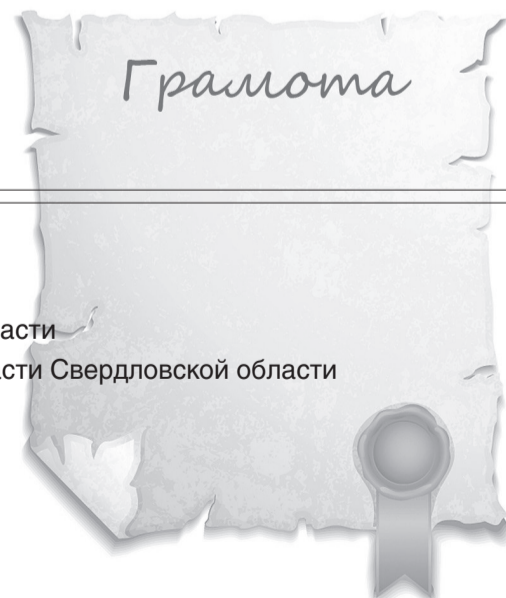 Грамота
асти
сти Свердловской области